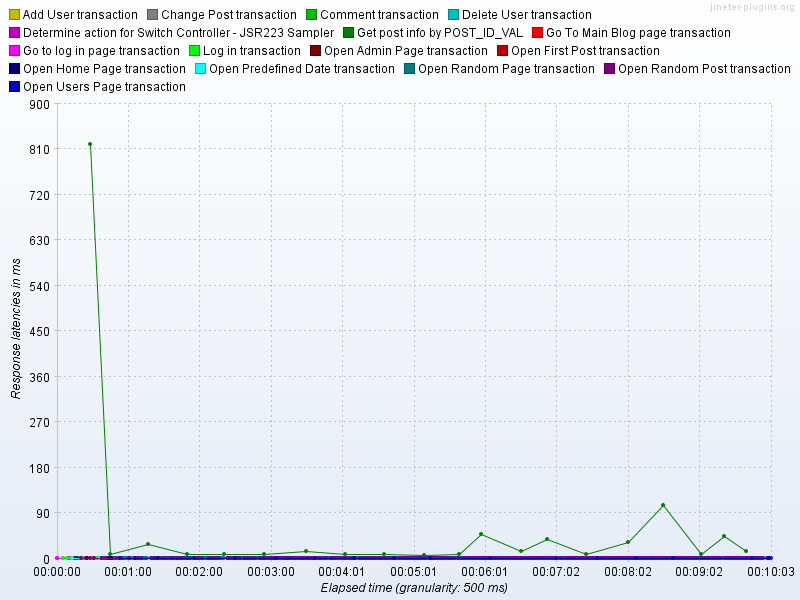 jmeter-plugins.org
Add User transaction Change Post transaction Comment transaction Delete User transaction
Determine action for Switch Controller - JSR223 Sampler Get post info by POST_ID_VAL Go To Main Blog page transaction
Go to log in page transaction Log in transaction Open Admin Page transaction Open First Post transaction
Open Home Page transaction Open Predefined Date transaction Open Random Page transaction Open Random Post transaction
Open Users Page transaction
900
810
720
630
540
450
360
270
180
90
0
Response latencies in ms
00:00:00 00:01:00 00:02:00 00:03:00 00:04:01 00:05:01 00:06:01 00:07:02 00:08:02 00:09:02 00:10:03
Elapsed time (granularity: 500 ms)